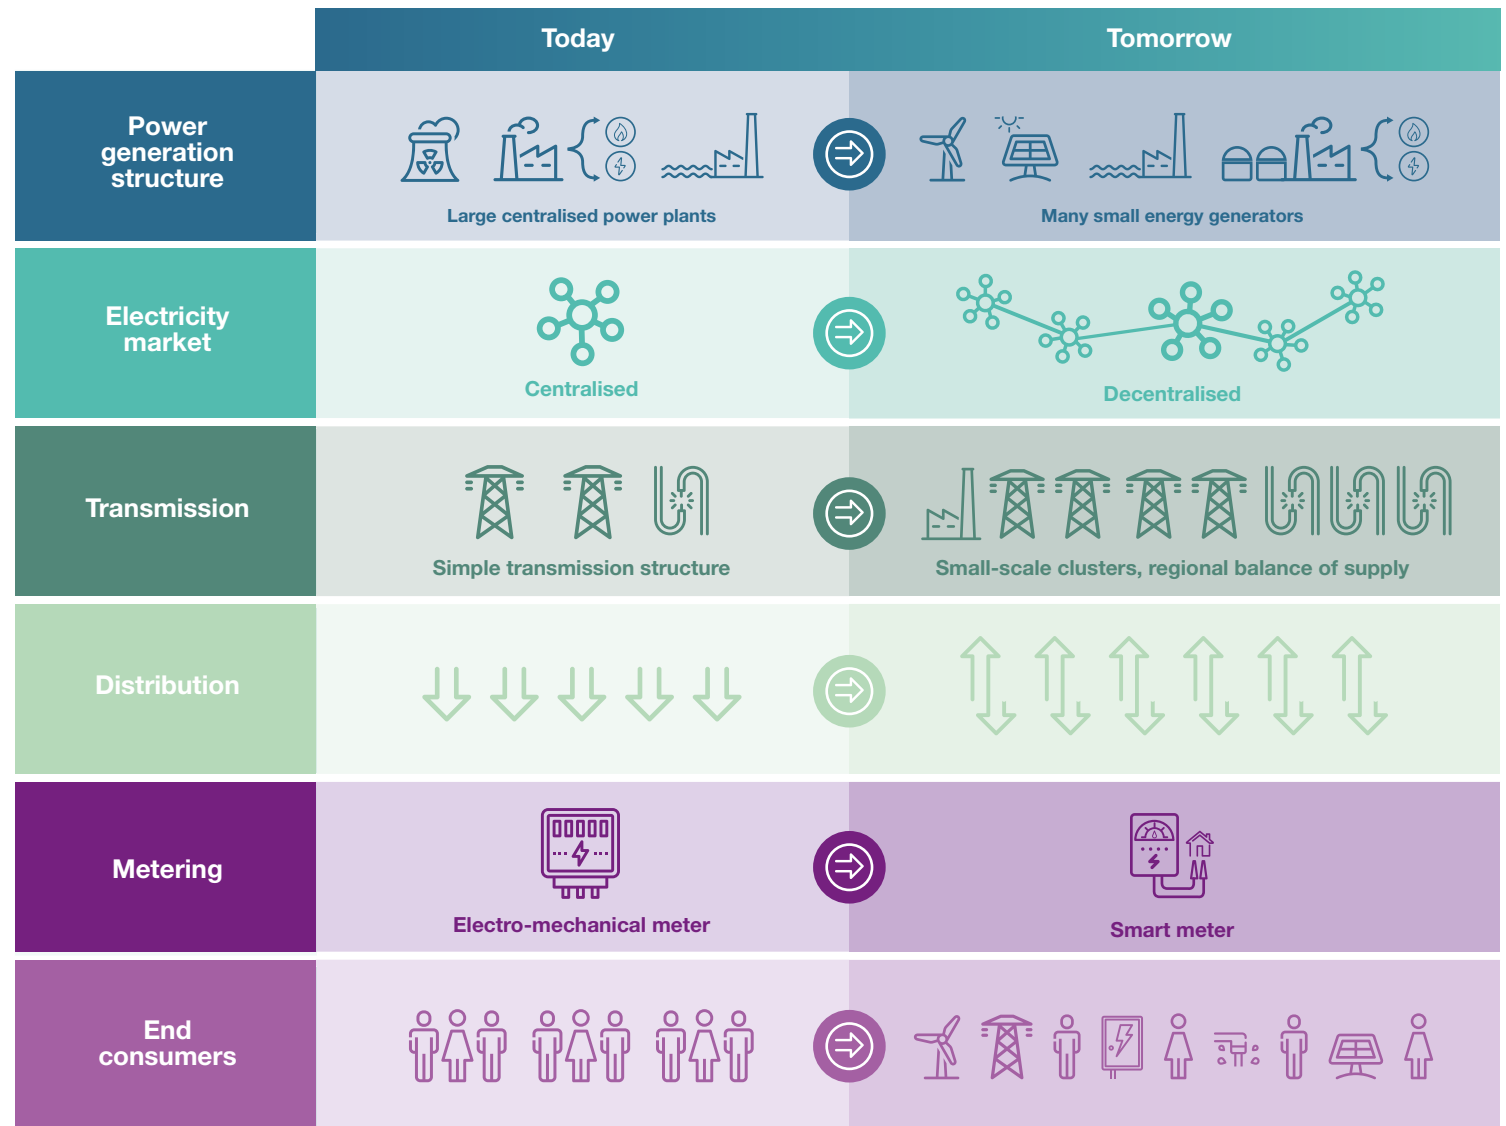 Today
Tomorrow
Power
generation
structure
Large centralised power plants
Many small energy generators
Electricity
market
Centralised
Decentralised
Transmission
Simple transmission structure
Small-scale clusters, regional balance of supply
Distribution
Metering
Electro-mechanical meter
Smart meter
End
consumers